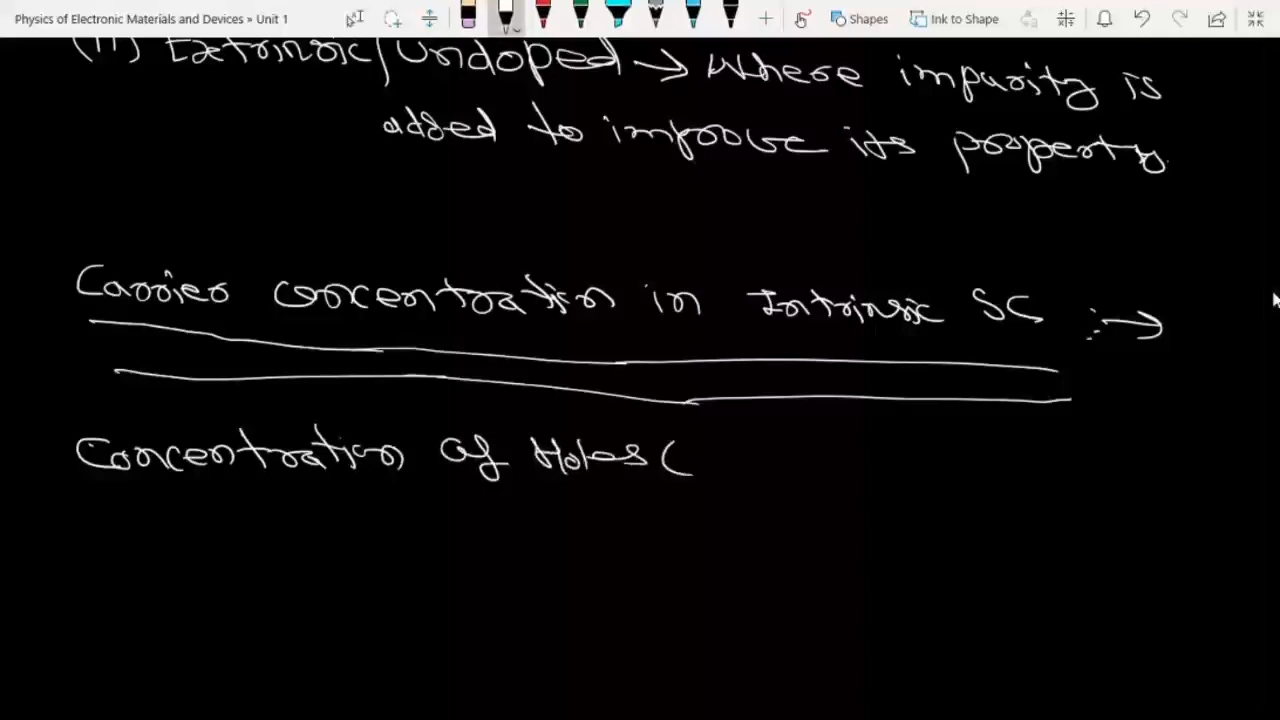 Physics of Electronic Materials and Devices » Unit 1
Shapes
Ink to Shape
(ii) Extrinsic/Undoped → Where impurity is
added to improve its property.
Carrier concentration in Intrinsic SC :→
Concentration of Holes (